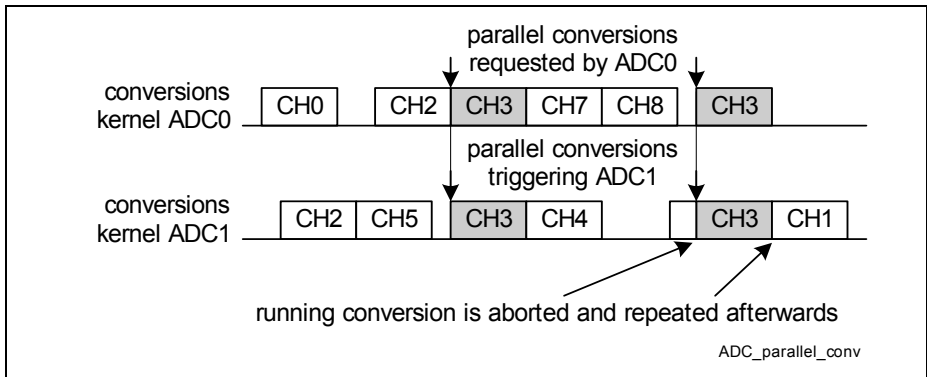 parallel conversions
requested by ADC0
conversions
kernel ADC0
CH0 CH2 CH3 CH7 CH8 CH3
parallel conversions
triggering ADC1
conversions
kernel ADC1
CH2 CH5 CH3 CH4 CH3 CH1
running conversion is aborted and repeated afterwards
ADC_parallel_conv